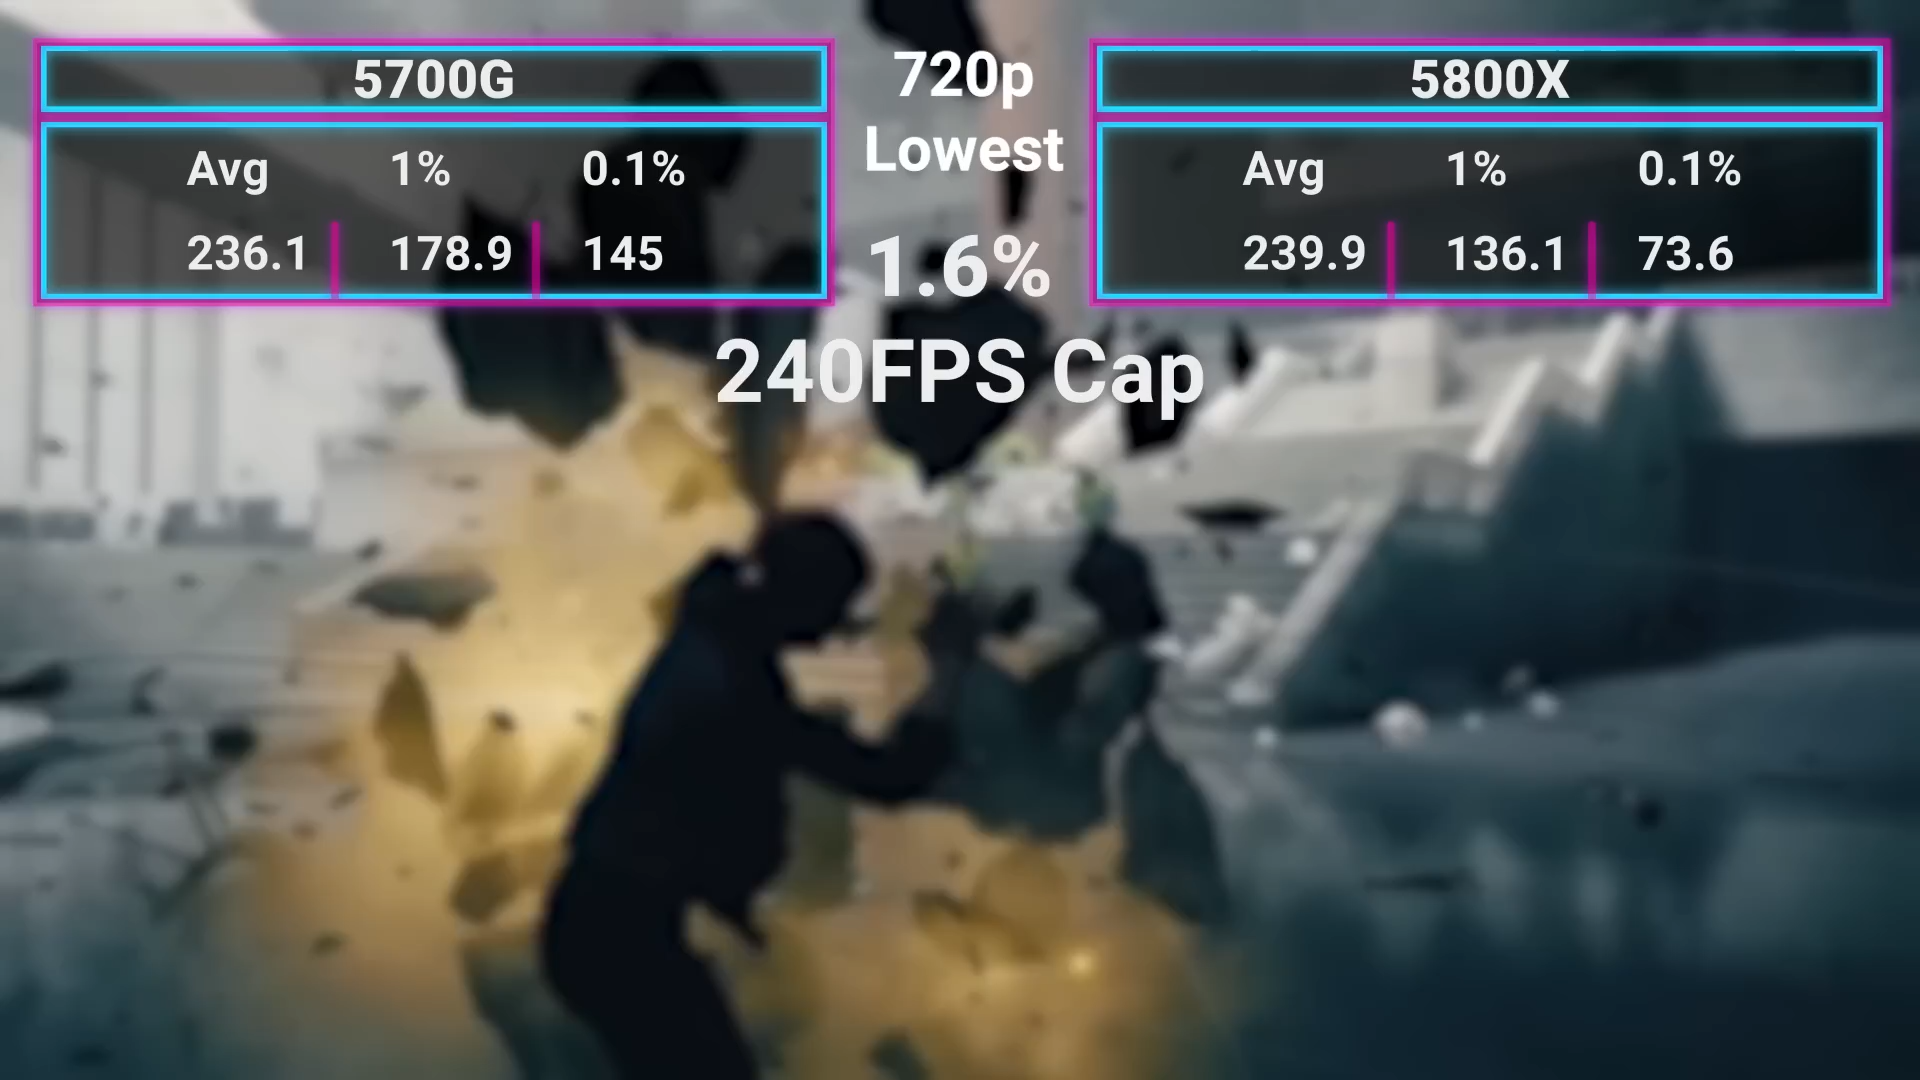 5700G
Avg 1% 0.1%
236.1 178.9 145
720p
Lowest
1.6%
240FPS Cap
5800X
Avg 1% 0.1%
239.9 136.1 73.6